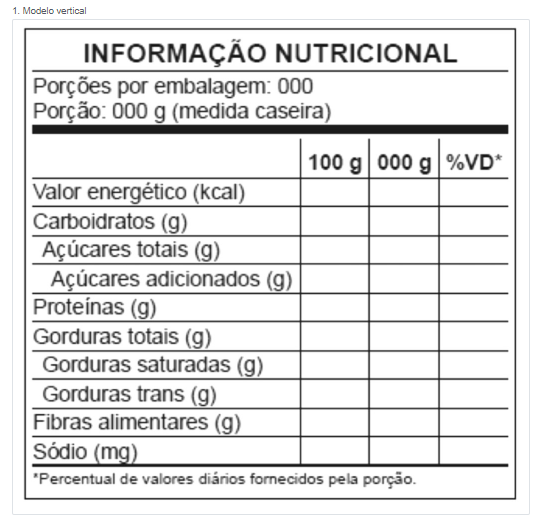 1. Modelo vertical
INFORMAÇÃO NUTRICIONAL
Porções por embalagem: 000
Porção: 000 g (medida caseira)
100 g 000 g %VD*
Valor energético (kcal)
Carboidratos (g)
Açúcares totais (g)
Açúcares adicionados (g)
Proteínas (g)
Gorduras totais (g)
Gorduras saturadas (g)
Gorduras trans (g)
Fibras alimentares (g)
Sódio (mg)
*Percentual de valores diários fornecidos pela porção.